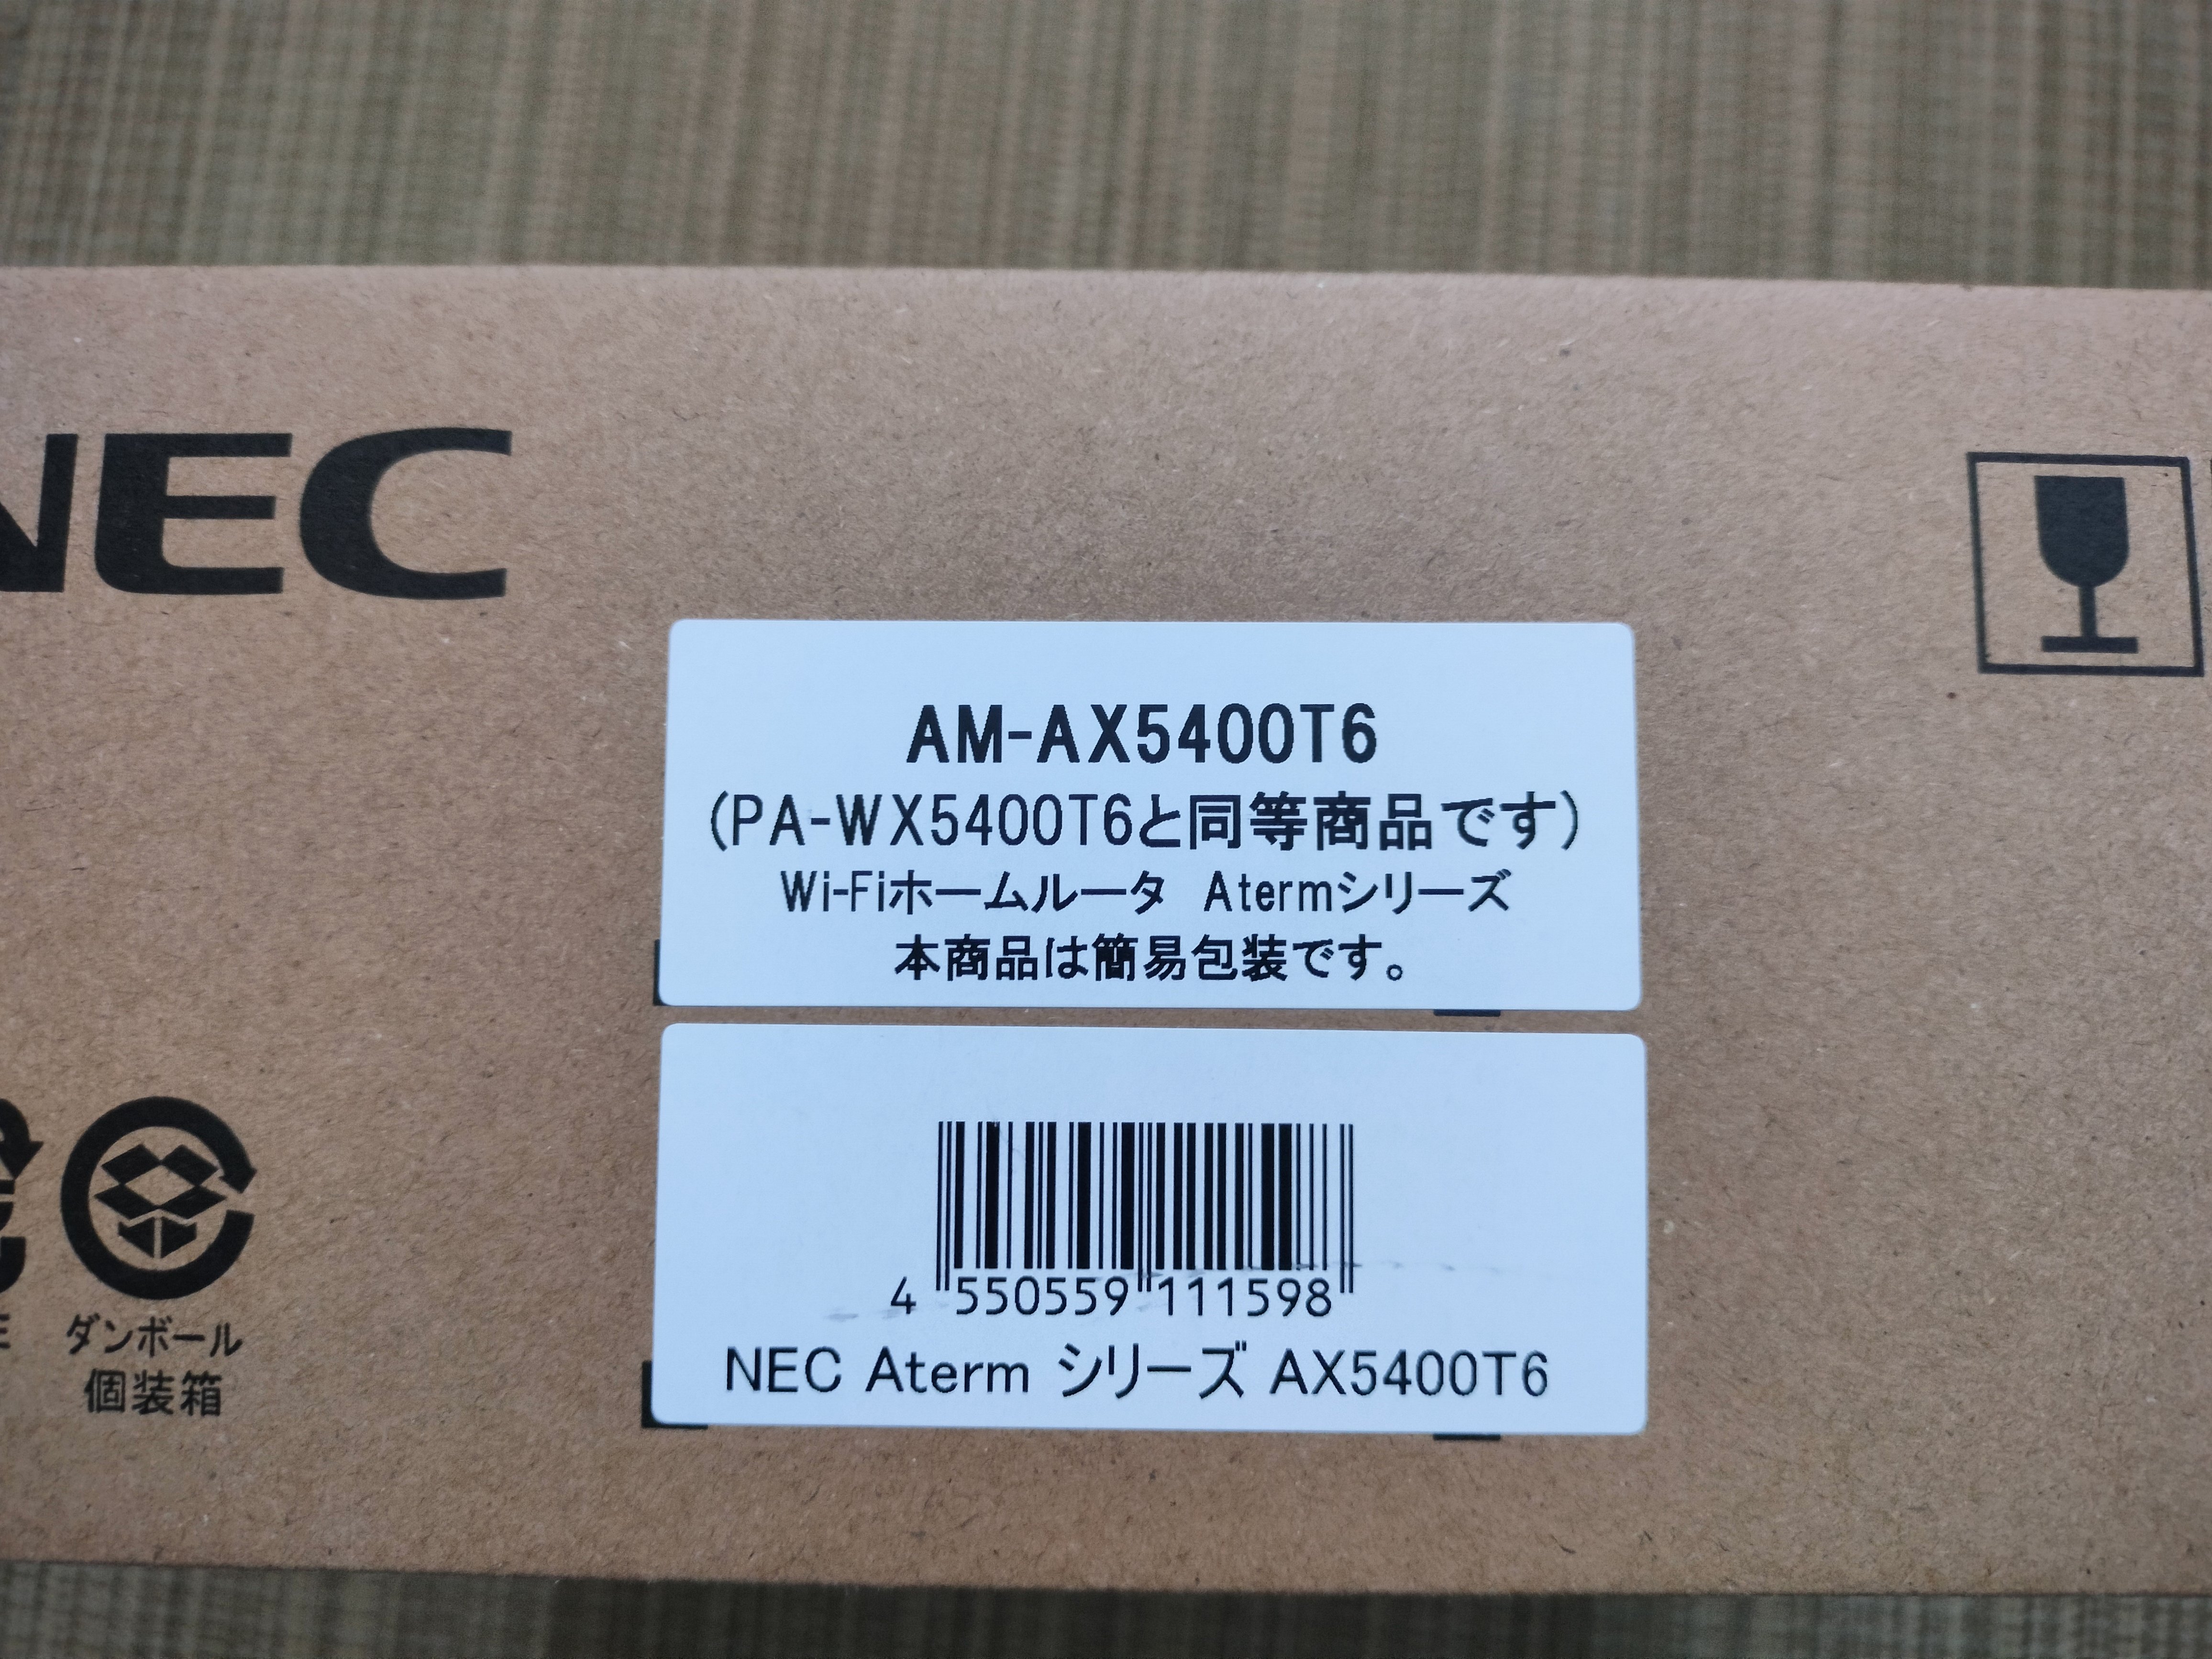 NEC
AM-AX5400T6
(PA-WX5400T6と同等商品です)
Wi-Fiホームルータ Atermシリーズ
本商品は簡易包装です。
4 550559 111598
NEC Aterm シリーズ AX5400T6
ダンボール
個装箱